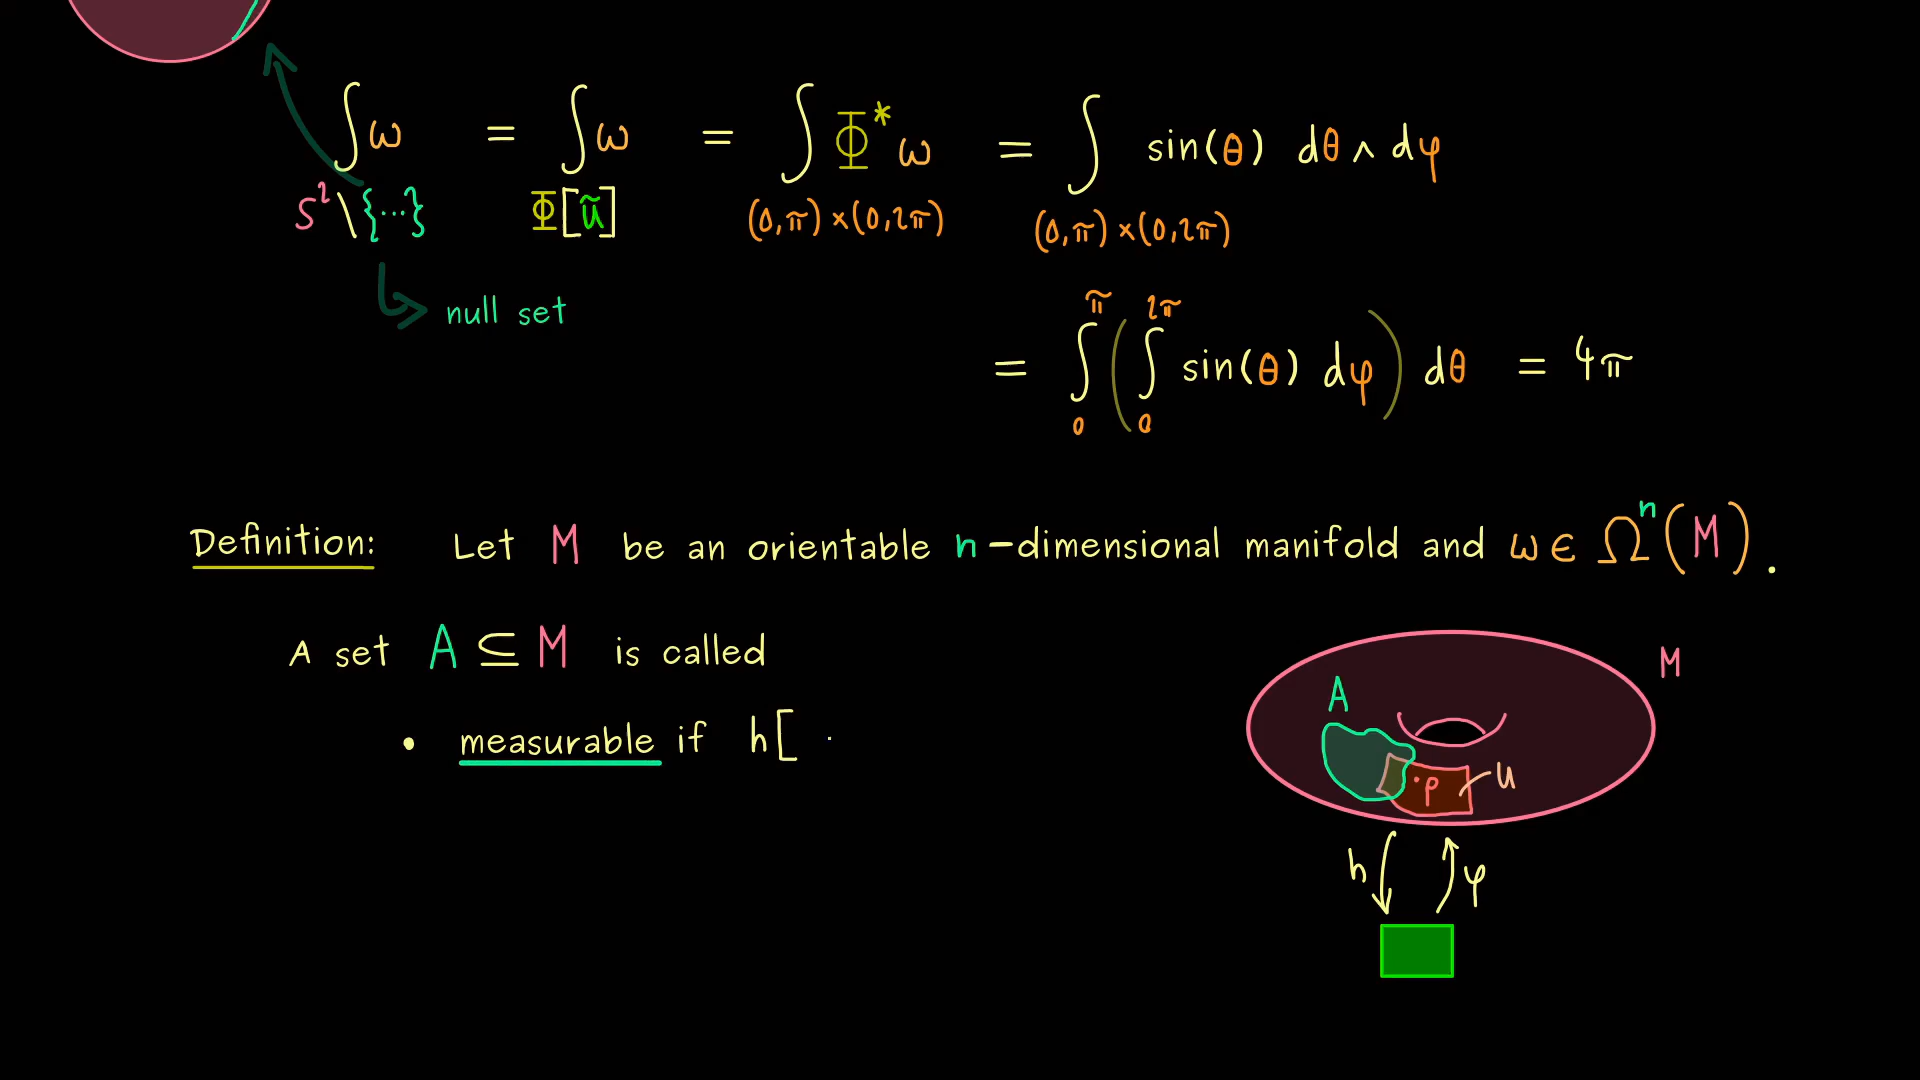 ∫ω = ∫ω = ∫Φ*ω = ∫ sin(θ) dθ ∧ dφ
S²\{···} Φ[ũ] (0,π)×(0,2π) (0,π)×(0,2π)
null set
= ∫₀^π (∫₀^2π sin(θ) dφ) dθ = 4π
Definition: Let M be an orientable n-dimensional manifold and ω ∈ Ωⁿ(M).
A set A ⊆ M is called
• measurable if h[
M
A
p
U
h
φ